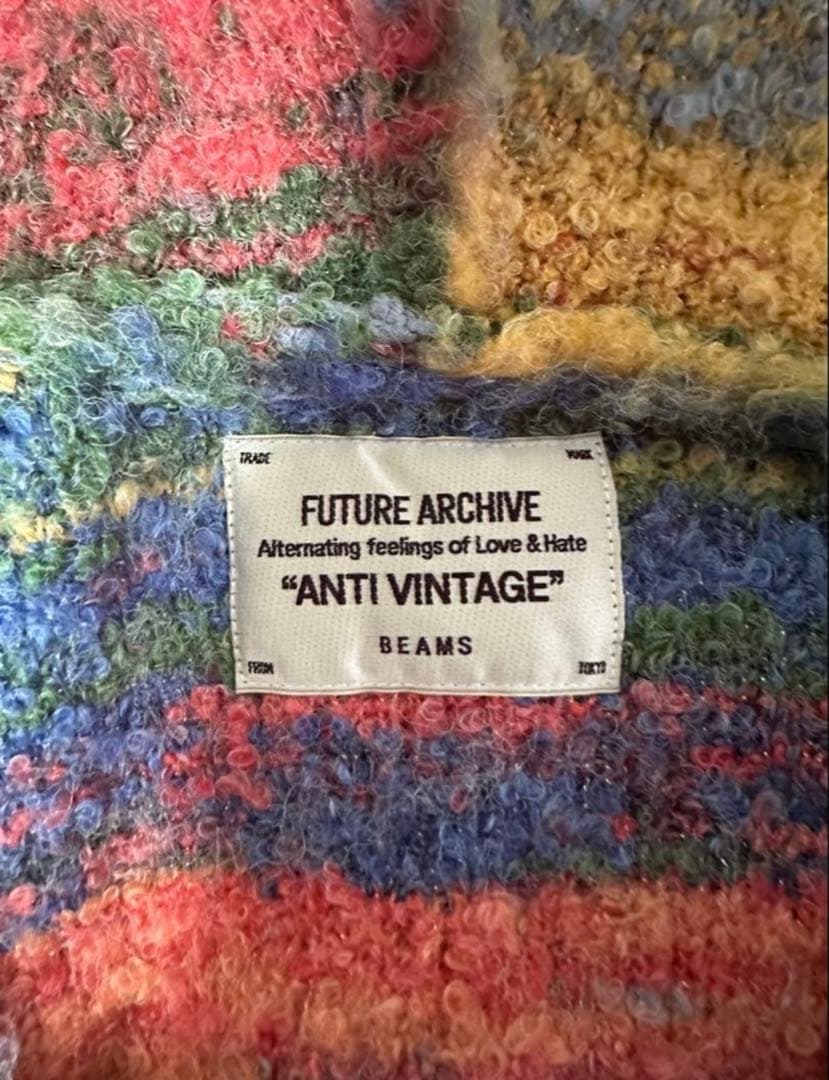 TRADE MARK
FUTURE ARCHIVE
Alternating feelings of Love & Hate
“ANTI VINTAGE”
BEAMS
FROM TOKYO